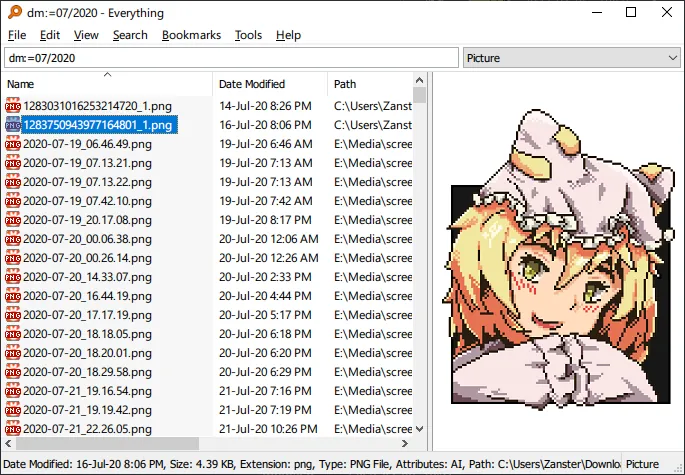 dm:=07/2020 - Everything
File Edit View Search Bookmarks Tools Help
dm:=07/2020 Picture
Name Date Modified Path
1283031016253214720_1.png 14-Jul-20 8:26 PM C:\Users\Zanst
1283750943977164801_1.png 16-Jul-20 8:06 PM C:\Users\Zanst
2020-07-19_06.46.49.png 19-Jul-20 6:46 AM E:\Media\scree
2020-07-19_07.13.21.png 19-Jul-20 7:13 AM E:\Media\scree
2020-07-19_07.13.22.png 19-Jul-20 7:13 AM E:\Media\scree
2020-07-19_07.42.10.png 19-Jul-20 7:42 AM E:\Media\scree
2020-07-19_20.17.08.png 19-Jul-20 8:17 PM E:\Media\scree
2020-07-20_00.06.38.png 20-Jul-20 12:06 AM E:\Media\scree
2020-07-20_00.26.14.png 20-Jul-20 12:26 AM E:\Media\scree
2020-07-20_14.33.07.png 20-Jul-20 2:33 PM E:\Media\scree
2020-07-20_16.44.19.png 20-Jul-20 4:44 PM E:\Media\scree
2020-07-20_17.17.19.png 20-Jul-20 5:17 PM E:\Media\scree
2020-07-20_18.18.05.png 20-Jul-20 6:18 PM E:\Media\scree
2020-07-20_18.20.01.png 20-Jul-20 6:20 PM E:\Media\scree
2020-07-20_18.29.58.png 20-Jul-20 6:29 PM E:\Media\scree
2020-07-21_19.16.54.png 21-Jul-20 7:16 PM E:\Media\scree
2020-07-21_19.19.42.png 21-Jul-20 7:19 PM E:\Media\scree
2020-07-21_22.26.05.png 21-Jul-20 10:26 PM E:\Media\scree
Date Modified: 16-Jul-20 8:06 PM, Size: 4.39 KB, Extension: png, Type: PNG File, Attributes: AI, Path: C:\Users\Zanster\Downlo Picture